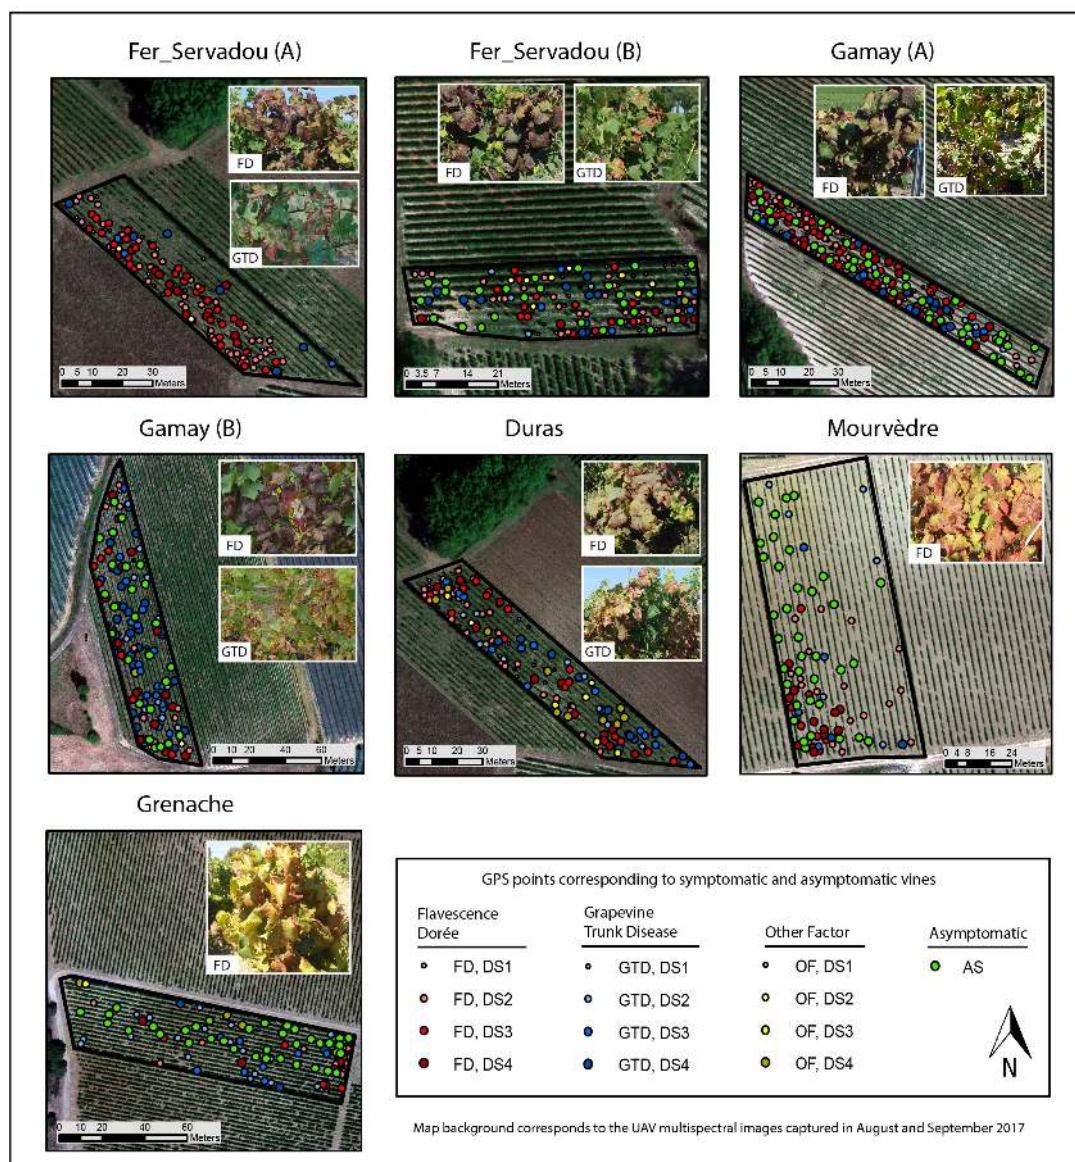 Fer_Servadou (A)
Fer_Servadou (B)
Gamay (A)
FD
GTD
0 5 10 20 30
Meters
FD
GTD
0 3.5 7 14 21
Meters
FD
GTD
0 5 10 20 30
Meters
Gamay (B)
Duras
Mourvèdre
FD
GTD
0 10 20 40 60
Meters
FD
GTD
0 5 10 20 30
Meters
FD
0 4 8 16 24
Meters
Grenache
FD
0 10 20 40 60
Meters
GPS points corresponding to symptomatic and asymptomatic vines
Flavescence
Dorée
FD, DS1
FD, DS2
FD, DS3
FD, DS4
Grapevine
Trunk Disease
GTD, DS1
GTD, DS2
GTD, DS3
GTD, DS4
Other Factor
OF, DS1
OF, DS2
OF, DS3
OF, DS4
Asymptomatic
AS
N
Map background corresponds to the UAV multispectral images captured in August and September 2017